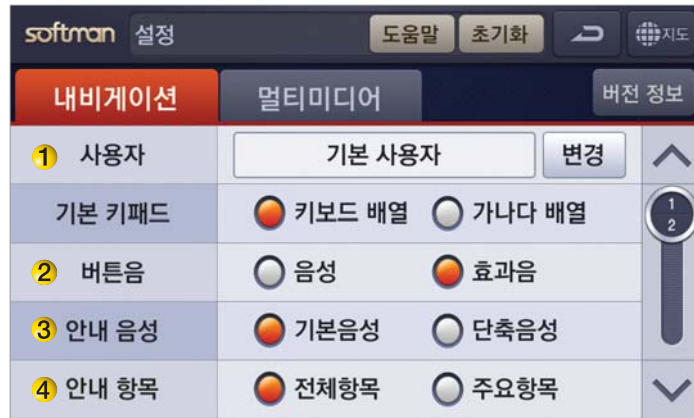 softman 설정 도움말 초기화 지도
내비게이션 멀티미디어 버전 정보
1 사용자 기본 사용자 변경
기본 키패드 키보드 배열 가나다 배열 1
2
2 버튼음 음성 효과음
3 안내 음성 기본음성 단축음성
4 안내 항목 전체항목 주요항목